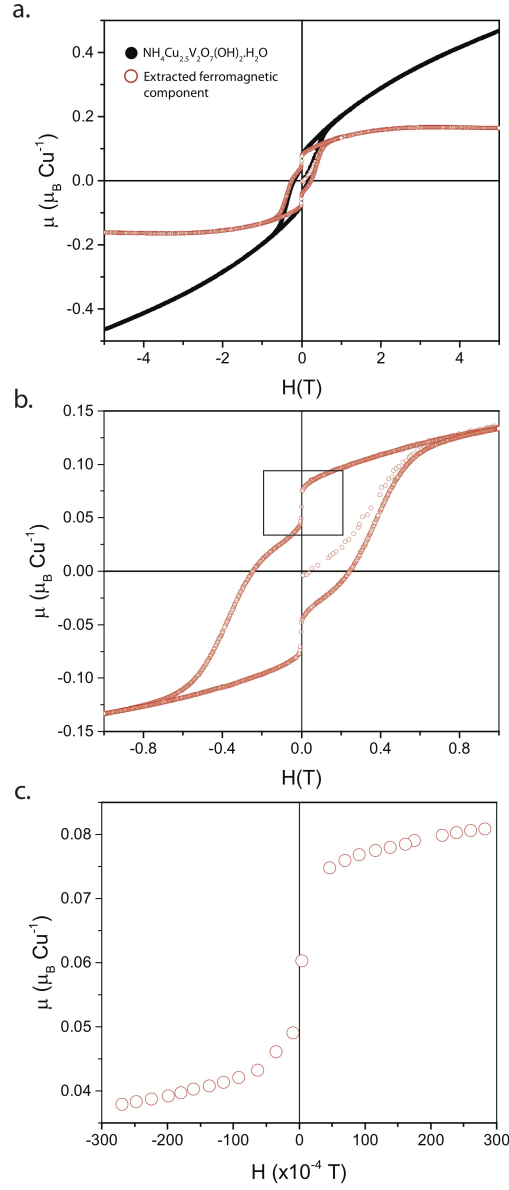 a.
NH₄Cu₂.₅V₂O₇(OH)₂.H₂O
Extracted ferromagnetic
component
0.4
0.2
0.0
-0.2
-0.4
μ (μB Cu⁻¹)
-4 -2 0 2 4
H(T)
b.
0.15
0.10
0.05
0.00
-0.05
-0.10
-0.15
μ (μB Cu⁻¹)
-0.8 -0.4 0.0 0.4 0.8
H(T)
c.
0.08
0.07
0.06
0.05
0.04
μ (μB Cu⁻¹)
-300 -200 -100 0 100 200 300
H (x10⁻⁴ T)